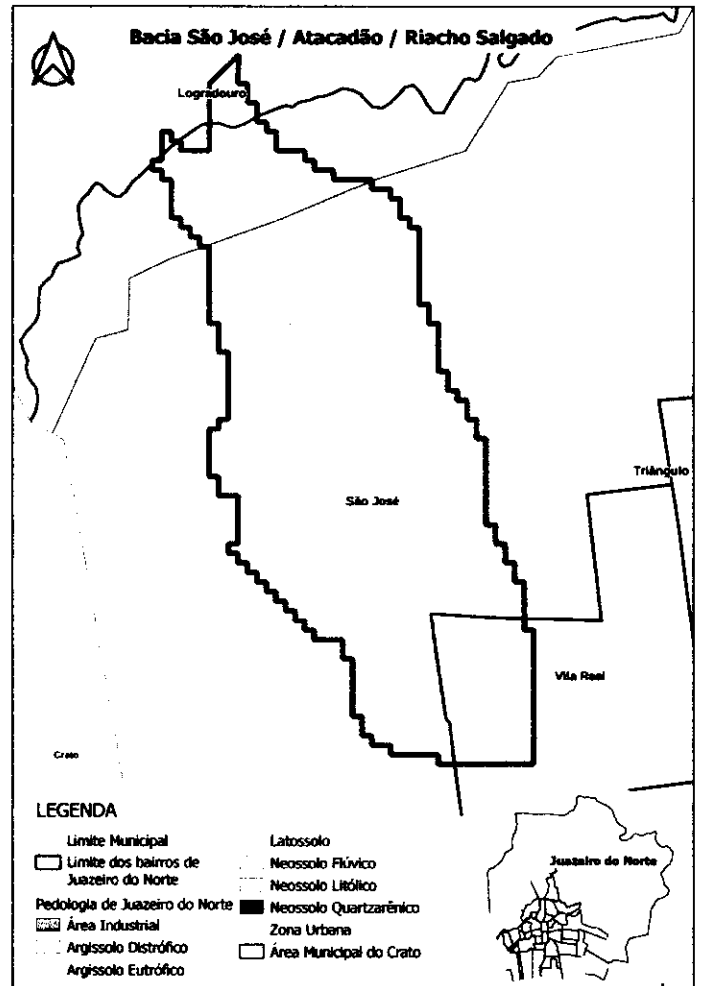 Bacia São José / Atacadão / Riacho Salgado
Logradouro
Triângulo
São José
Vila Real
Crato
LEGENDA
Limite Municipal
Limite dos bairros de
Juazeiro do Norte
Pedologia de Juazeiro do Norte
Área Industrial
Argissolo Distrófico
Argissolo Eutrófico
Latossolo
Neossolo Flúvico
Neossolo Litólico
Neossolo Quartzarênico
Zona Urbana
Área Municipal do Crato
Juazeiro do Norte